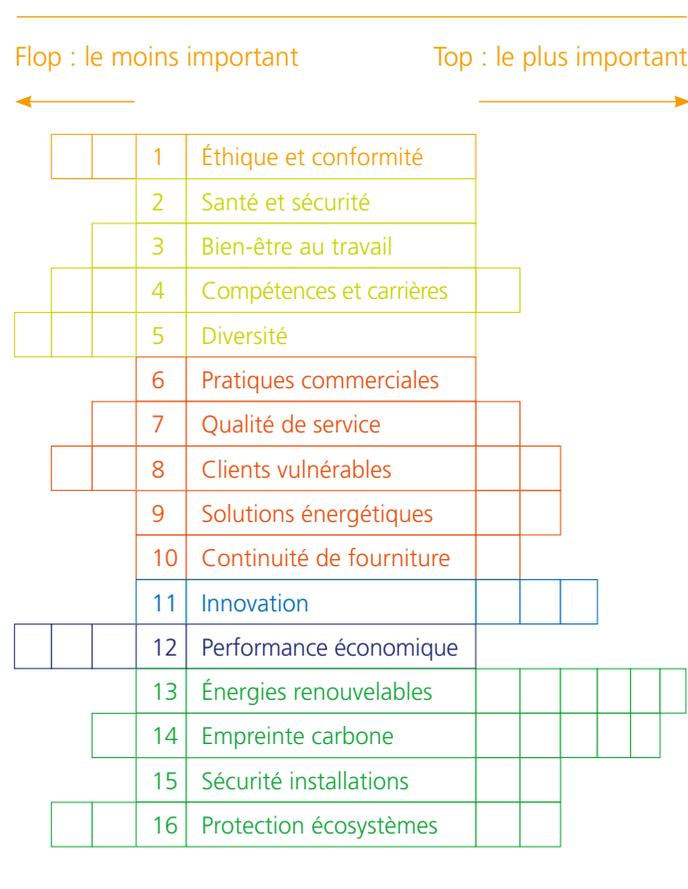 Flop : le moins important
Top : le plus important
1 Éthique et conformité
2 Santé et sécurité
3 Bien-être au travail
4 Compétences et carrières
5 Diversité
6 Pratiques commerciales
7 Qualité de service
8 Clients vulnérables
9 Solutions énergétiques
10 Continuité de fourniture
11 Innovation
12 Performance économique
13 Énergies renouvelables
14 Empreinte carbone
15 Sécurité installations
16 Protection écosystèmes